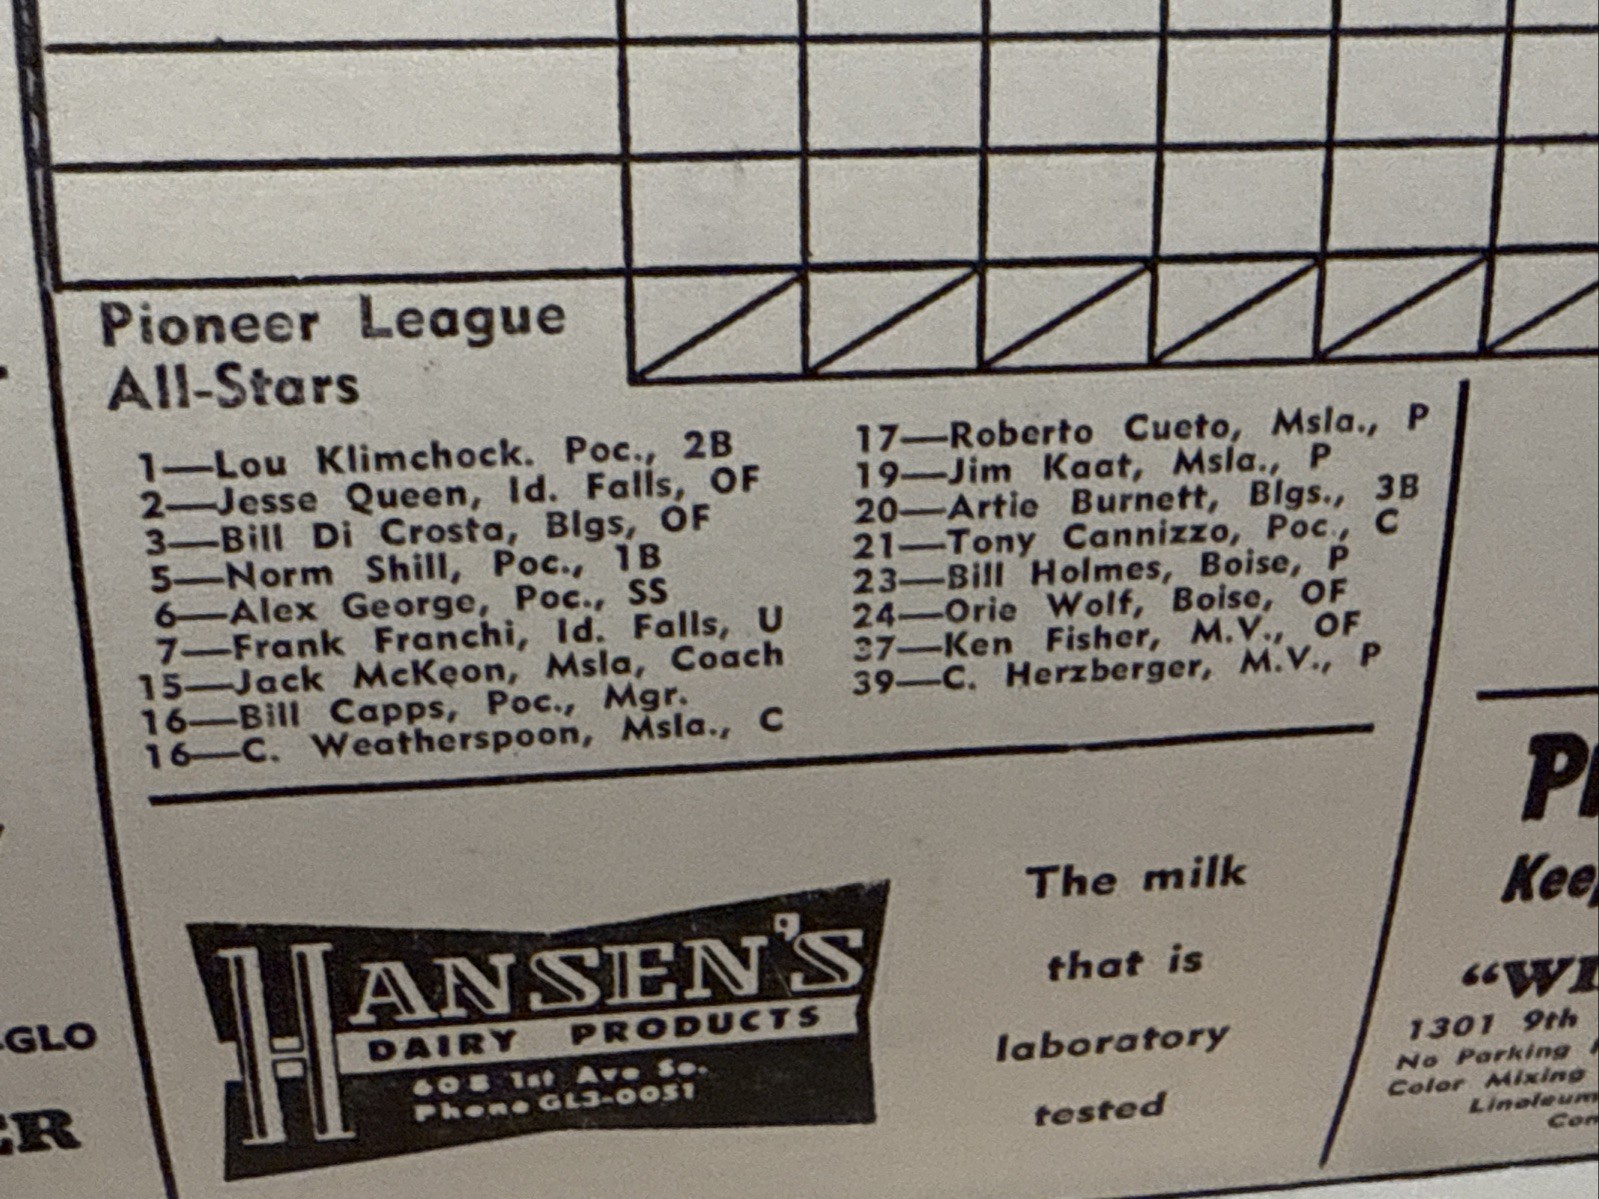 Pioneer League
All-Stars
1—Lou Klimchock. Poc., 2B
2—Jesse Queen, Id. Falls, OF
3—Bill Di Crosta, Blgs, OF
5—Norm Shill, Poc., 1B
6—Alex George, Poc., SS
7—Frank Franchi, Id. Falls, U
15—Jack McKeon, Msla, Coach
16—Bill Capps, Poc., Mgr.
16—C. Weatherspoon, Msla., C
17—Roberto Cueto, Msla., P
19—Jim Kaat, Msla., P
20—Artie Burnett, Blgs., 3B
21—Tony Cannizzo, Poc., C
23—Bill Holmes, Boise, P
24—Orie Wolf, Boise, OF
37—Ken Fisher, M.V., OF
39—C. Herzberger, M.V., P
HANSEN'S
DAIRY PRODUCTS
608 1st Ave So.
Phone GL3-0051
The milk
that is
laboratory
tested
-GLO
ER
Keep
1301 9th
No Parking
Color Mixing
Linoleum